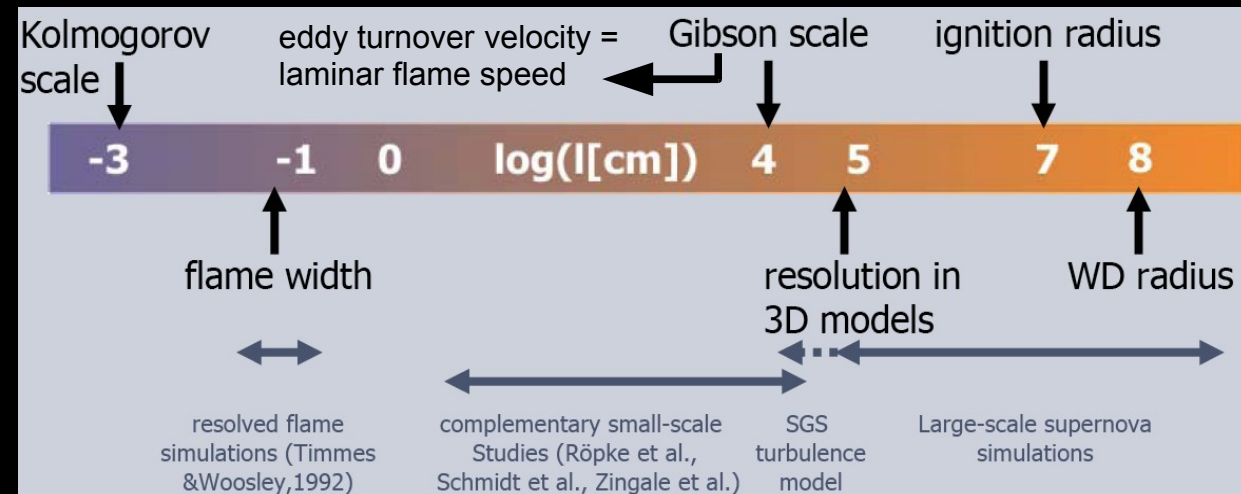 Kolmogorov
scale
eddy turnover velocity =
laminar flame speed
Gibson scale
ignition radius
-3 -1 0 log(l[cm]) 4 5 7 8
flame width
resolution in
3D models
WD radius
resolved flame
simulations (Timmes
&Woosley,1992)
complementary small-scale
Studies (Röpke et al.,
Schmidt et al., Zingale et al.)
SGS
turbulence
model
Large-scale supernova
simulations